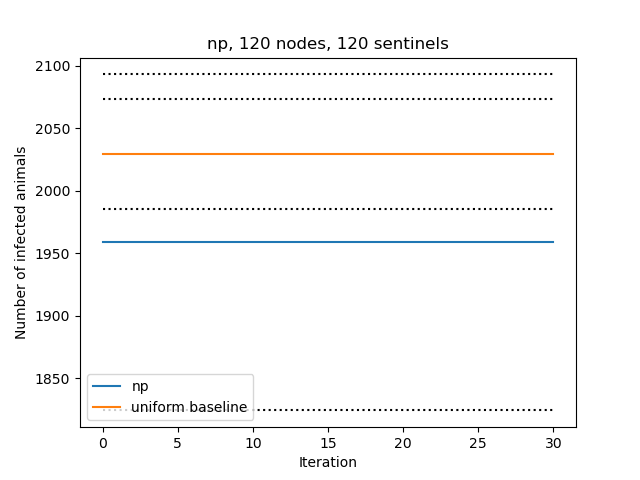 np, 120 nodes, 120 sentinels
2100
2050
2000
1950
1900
1850
Number of infected animals
np
uniform baseline
0 5 10 15 20 25 30
Iteration